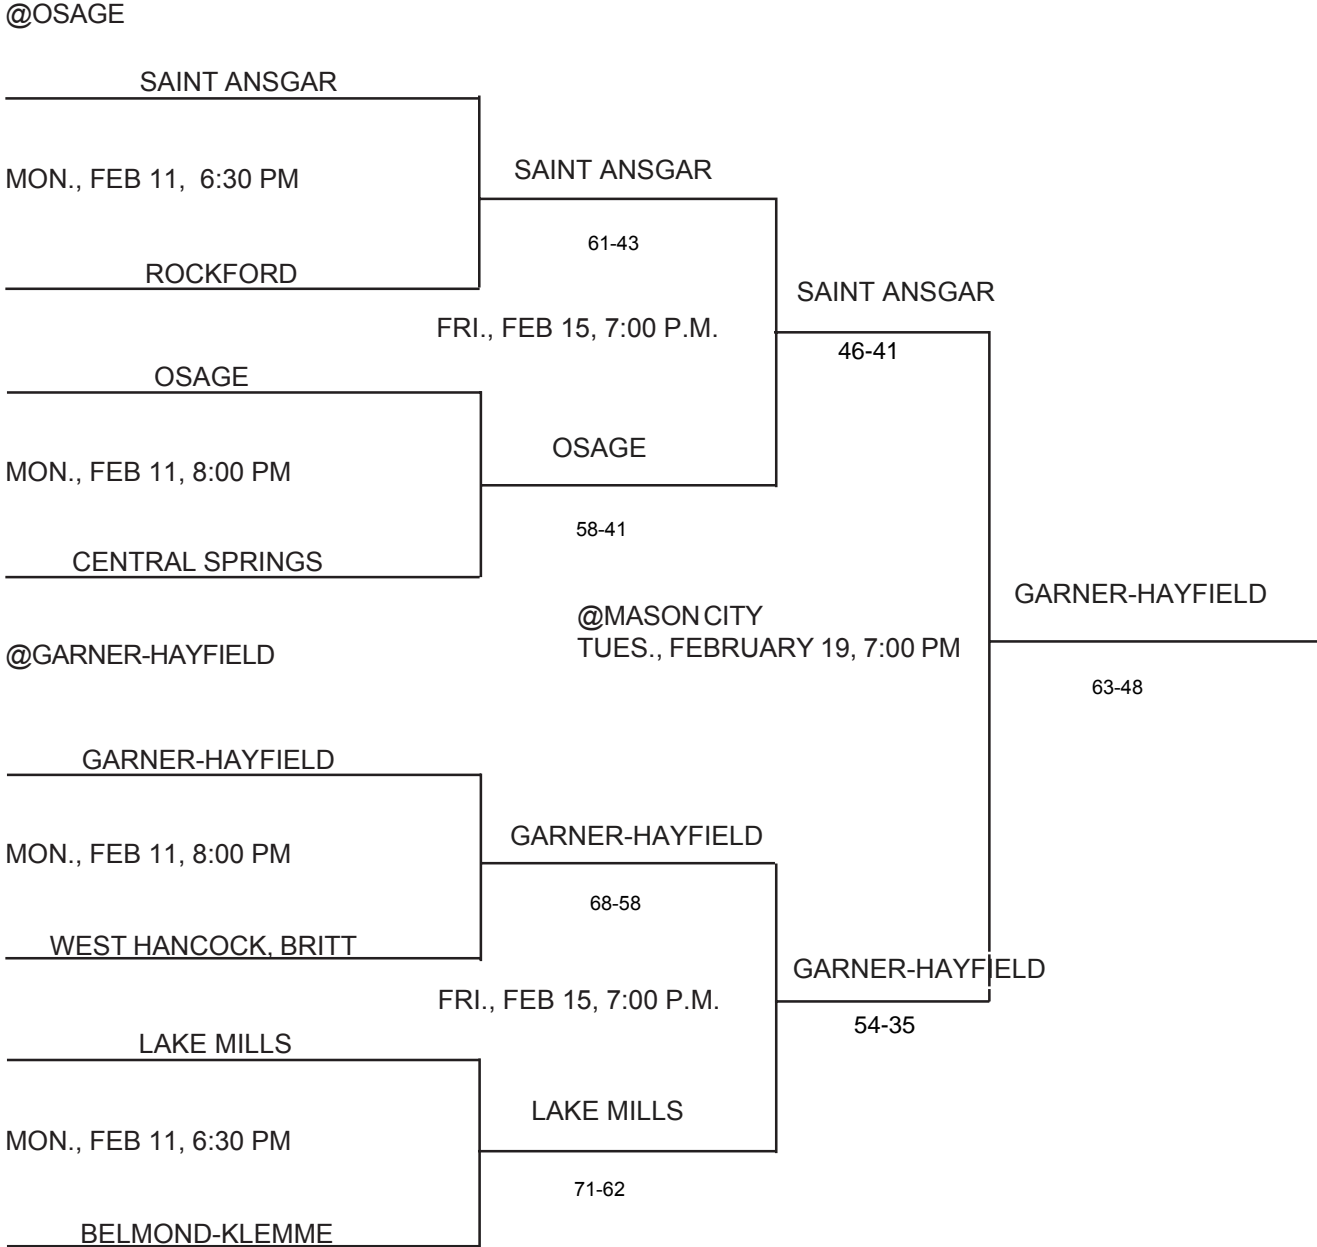 @OSAGE
SAINT ANSGAR
MON., FEB 11,  6:30 PM
SAINT ANSGAR
61-43
ROCKFORD
SAINT ANSGAR
FRI., FEB 15, 7:00 P.M.
46-41
OSAGE
OSAGE
MON., FEB 11, 8:00 PM
58-41
CENTRAL SPRINGS
GARNER-HAYFIELD
@MASON CITY
TUES., FEBRUARY 19, 7:00 PM
@GARNER-HAYFIELD
63-48
GARNER-HAYFIELD
GARNER-HAYFIELD
MON., FEB 11, 8:00 PM
68-58
WEST HANCOCK, BRITT
GARNER-HAYFIELD
FRI., FEB 15, 7:00 P.M.
54-35
LAKE MILLS
LAKE MILLS
MON., FEB 11, 6:30 PM
71-62
BELMOND-KLEMME